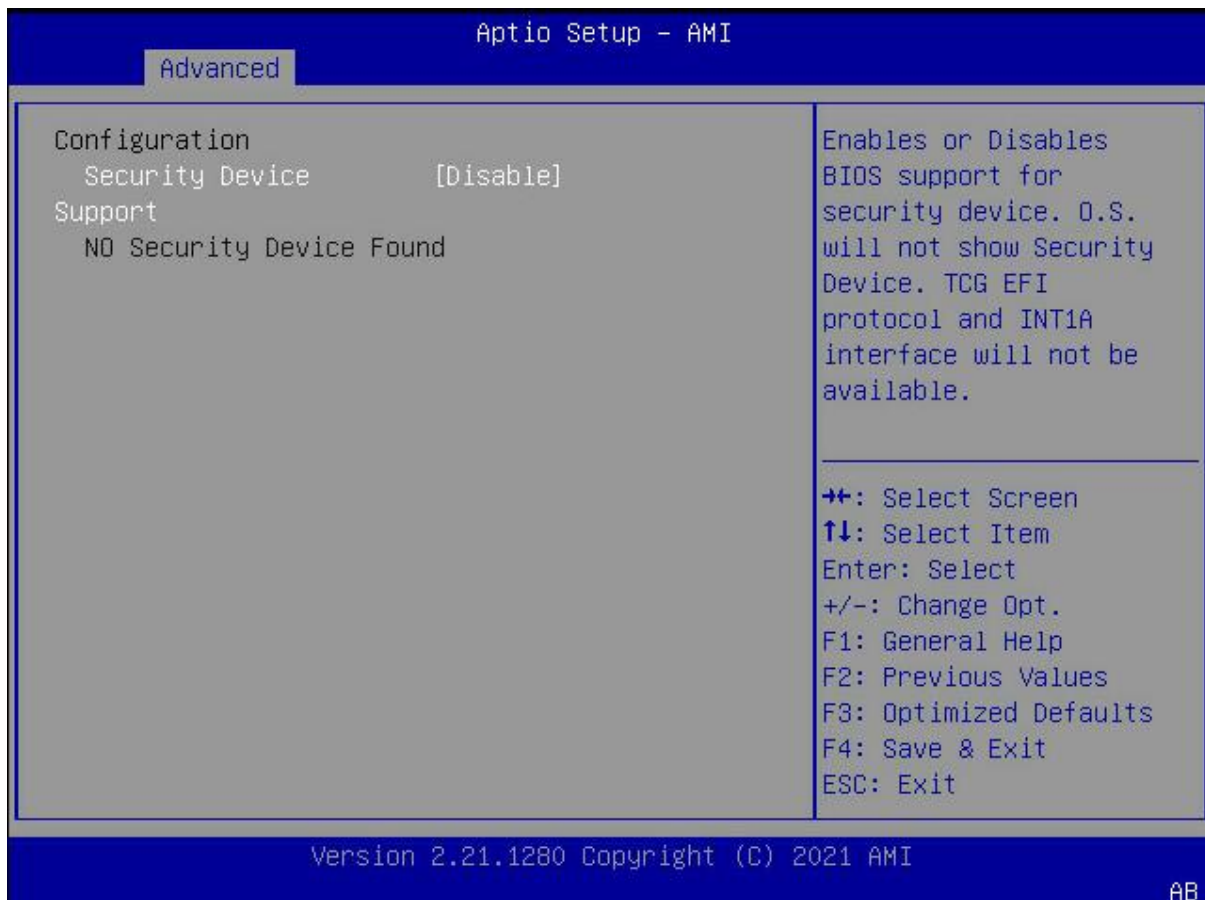 Aptio Setup – AMI
Advanced
Configuration
Security Device [Disable]
Support
NO Security Device Found
Enables or Disables
BIOS support for
security device. O.S.
will not show Security
Device. TCG EFI
protocol and INT1A
interface will not be
available.
→←: Select Screen
↑↓: Select Item
Enter: Select
+/-: Change Opt.
F1: General Help
F2: Previous Values
F3: Optimized Defaults
F4: Save & Exit
ESC: Exit
Version 2.21.1280 Copyright (C) 2021 AMI
AB